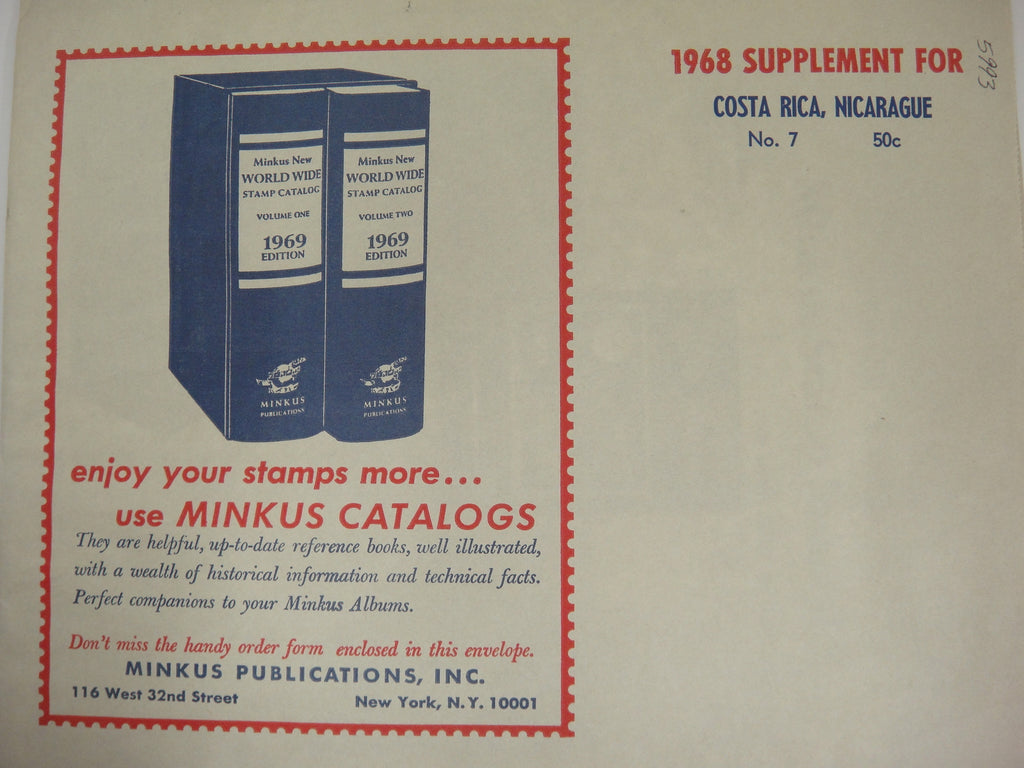 1968 SUPPLEMENT FOR
COSTA RICA, NICARAGUE
No. 7 50c
5993
Minkus New
WORLD WIDE
STAMP CATALOG
VOLUME ONE
1969
EDITION
MINKUS
PUBLICATIONS
Minkus New
WORLD WIDE
STAMP CATALOG
VOLUME TWO
1969
EDITION
MINKUS
PUBLICATIONS
enjoy your stamps more...
use MINKUS CATALOGS
They are helpful, up-to-date reference books, well illustrated,
with a wealth of historical information and technical facts.
Perfect companions to your Minkus Albums.
Don't miss the handy order form enclosed in this envelope.
MINKUS PUBLICATIONS, INC.
116 West 32nd Street New York, N.Y. 10001